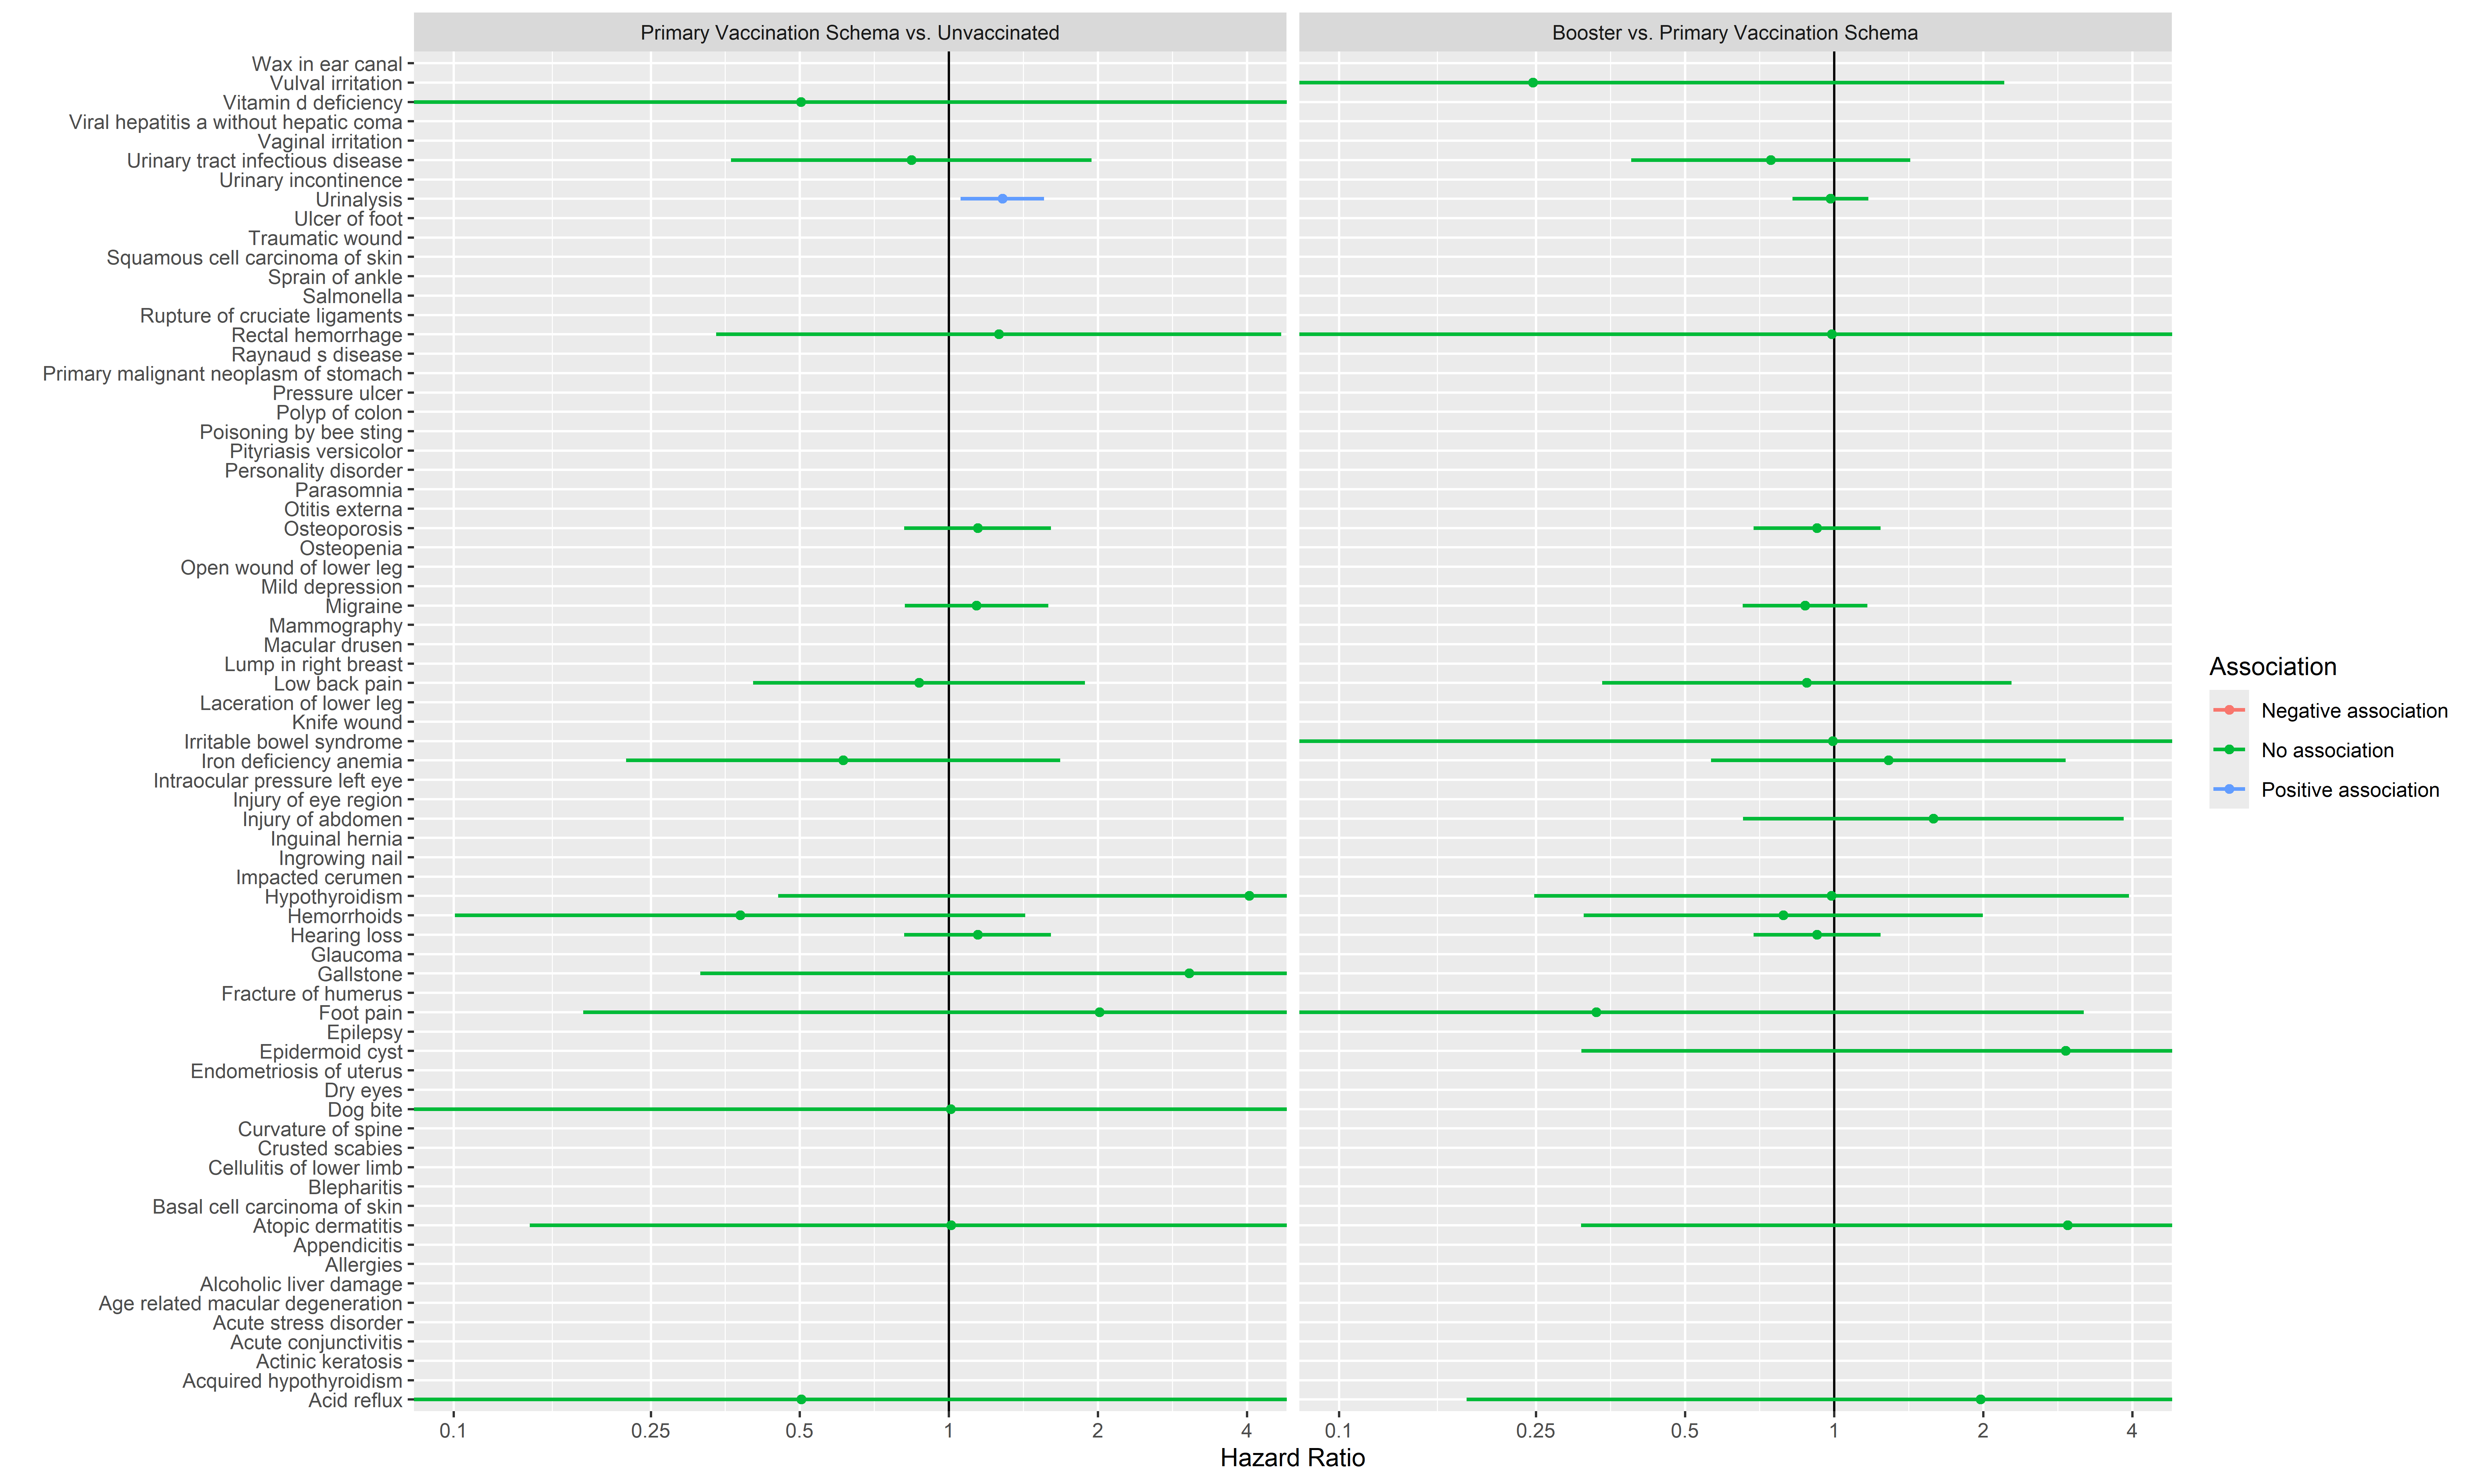 Primary Vaccination Schema vs. Unvaccinated
Booster vs. Primary Vaccination Schema
Wax in ear canal
Vulval irritation
Vitamin d deficiency
Viral hepatitis a without hepatic coma
Vaginal irritation
Urinary tract infectious disease
Urinary incontinence
Urinalysis
Ulcer of foot
Traumatic wound
Squamous cell carcinoma of skin
Sprain of ankle
Salmonella
Rupture of cruciate ligaments
Rectal hemorrhage
Raynaud s disease
Primary malignant neoplasm of stomach
Pressure ulcer
Polyp of colon
Poisoning by bee sting
Pityriasis versicolor
Personality disorder
Parasomnia
Otitis externa
Osteoporosis
Osteopenia
Open wound of lower leg
Mild depression
Migraine
Mammography
Macular drusen
Lump in right breast
Low back pain
Laceration of lower leg
Knife wound
Irritable bowel syndrome
Iron deficiency anemia
Intraocular pressure left eye
Injury of eye region
Injury of abdomen
Inguinal hernia
Ingrowing nail
Impacted cerumen
Hypothyroidism
Hemorrhoids
Hearing loss
Glaucoma
Gallstone
Fracture of humerus
Foot pain
Epilepsy
Epidermoid cyst
Endometriosis of uterus
Dry eyes
Dog bite
Curvature of spine
Crusted scabies
Cellulitis of lower limb
Blepharitis
Basal cell carcinoma of skin
Atopic dermatitis
Appendicitis
Allergies
Alcoholic liver damage
Age related macular degeneration
Acute stress disorder
Acute conjunctivitis
Actinic keratosis
Acquired hypothyroidism
Acid reflux
0.1 0.25 0.5 1 2 4
0.1 0.25 0.5 1 2 4
Hazard Ratio
Association
Negative association
No association
Positive association